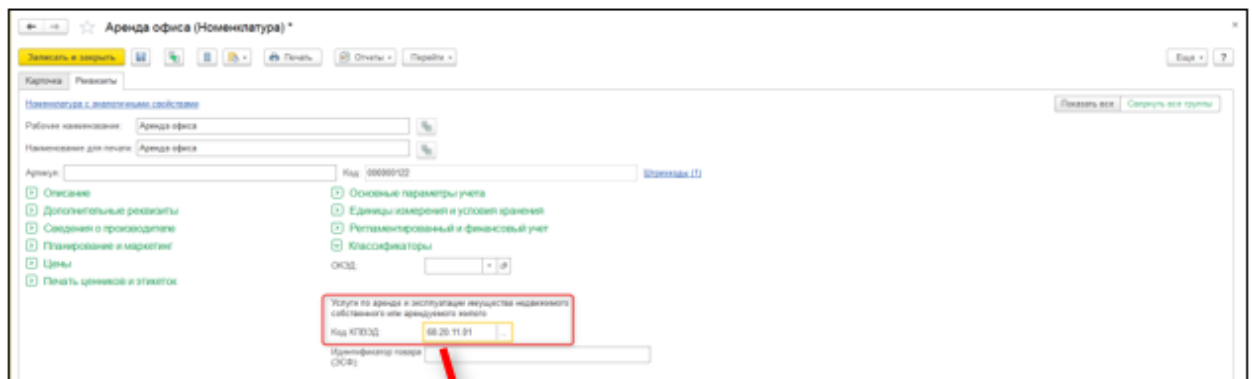 Аренда офиса (Номенклатура) *
Записать и закрыть Печать Отчеты Перейти Еще ?
Карточка Реквизиты
Номенклатура с аналогичными свойствами Показать все Свернуть все группы
Рабочее наименование: Аренда офиса
Наименование для печати: Аренда офиса
Артикул: Код: 000000122 Штрихкоды (1)
Описание Основные параметры учета
Дополнительные реквизиты Единицы измерения и условия хранения
Сведения о производителе Регламентированный и финансовый учет
Планирование и маркетинг Классификаторы
Цены ОКЭД:
Печать ценников и этикеток
Услуги по аренде и эксплуатации имущества недвижимого
собственного или арендуемого жилого
Код КПВЭД: 68.20.11.01 ...
Идентификатор товара
(ЭСФ):